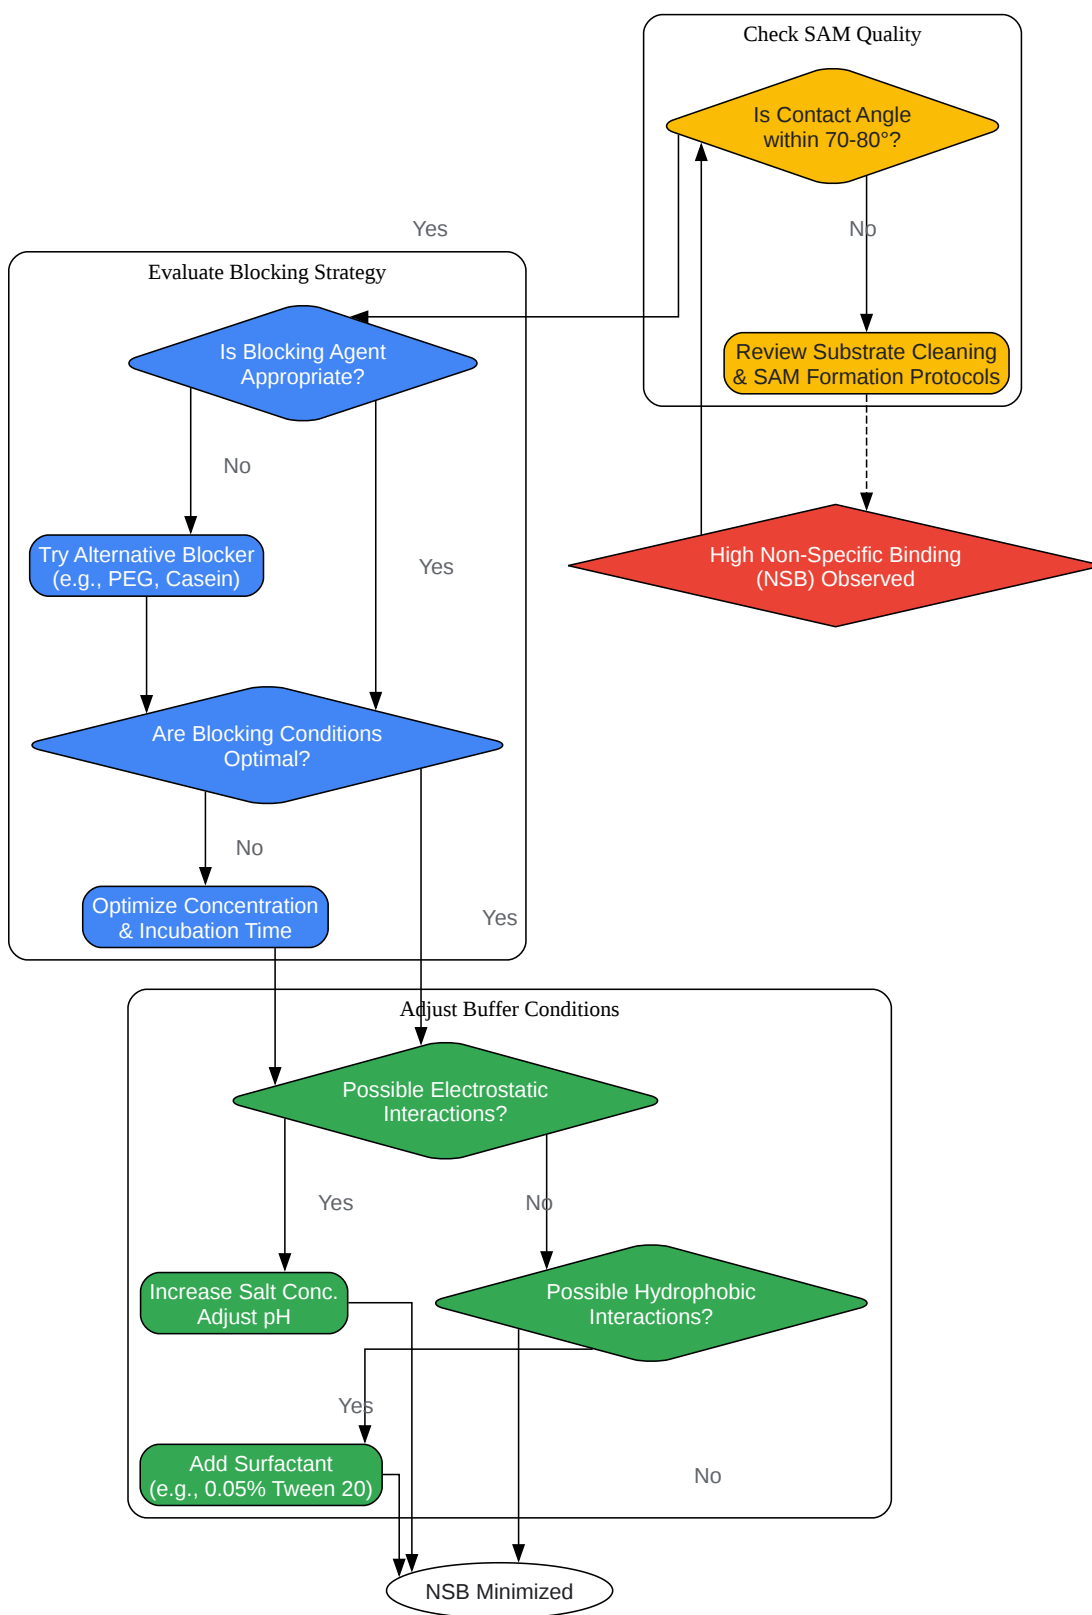 Check SAM Quality
Is Contact Angle
within 70-80°?
Yes
No
Evaluate Blocking Strategy
Is Blocking Agent
Appropriate?
Review Substrate Cleaning
& SAM Formation Protocols
No
Try Alternative Blocker
(e.g., PEG, Casein)
Yes
High Non-Specific Binding
(NSB) Observed
Are Blocking Conditions
Optimal?
No
Optimize Concentration
& Incubation Time
Yes
Adjust Buffer Conditions
Possible Electrostatic
Interactions?
Yes
No
Increase Salt Conc.
Adjust pH
Possible Hydrophobic
Interactions?
Yes
Add Surfactant
(e.g., 0.05% Tween 20)
No
NSB Minimized